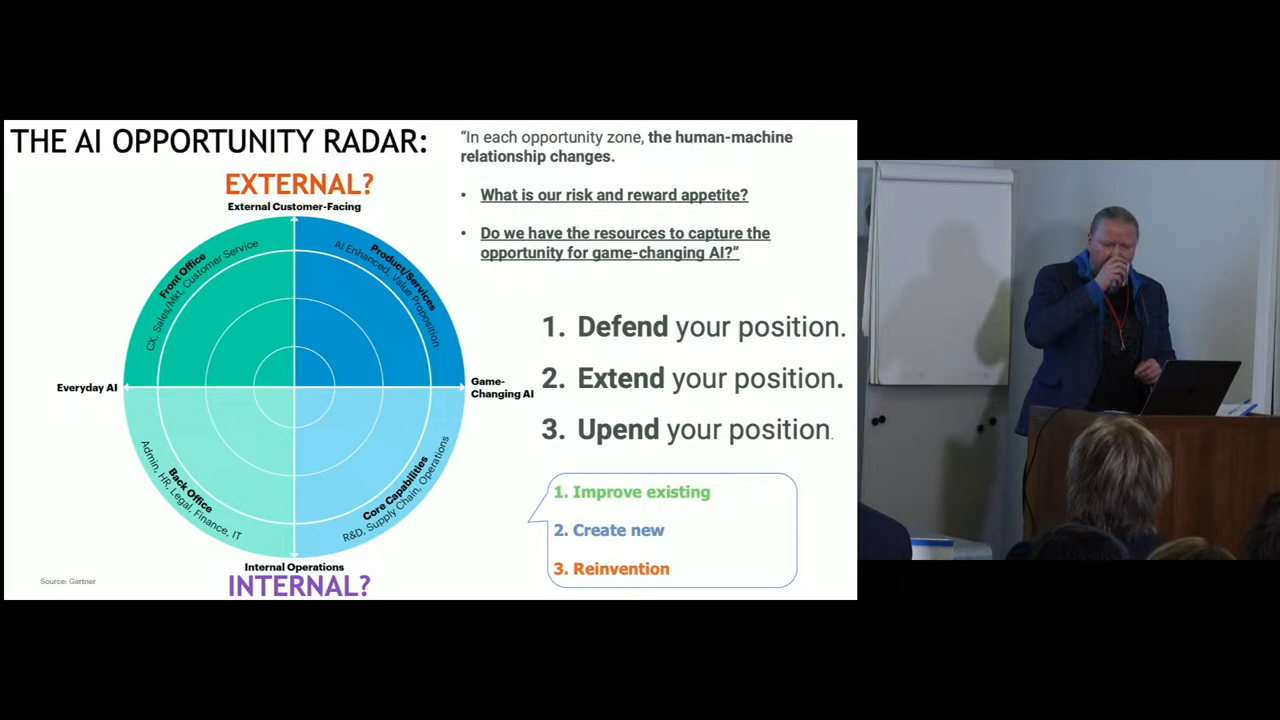 THE AI OPPORTUNITY RADAR:
EXTERNAL?
External Customer-Facing
Front Office
CX, Sales/Mkt, Customer Service
Product/Services
AI Enhanced, Value Proposition
Everyday AI
Game-
Changing AI
Back Office
Admin, HR, Legal, Finance, IT
Core Capabilities
R&D, Supply Chain, Operations
Internal Operations
INTERNAL?
Source: Gartner
“In each opportunity zone, the human-machine
relationship changes.
• What is our risk and reward appetite?
• Do we have the resources to capture the
opportunity for game-changing AI?”
1. Defend your position.
2. Extend your position.
3. Upend your position.
1. Improve existing
2. Create new
3. Reinvention